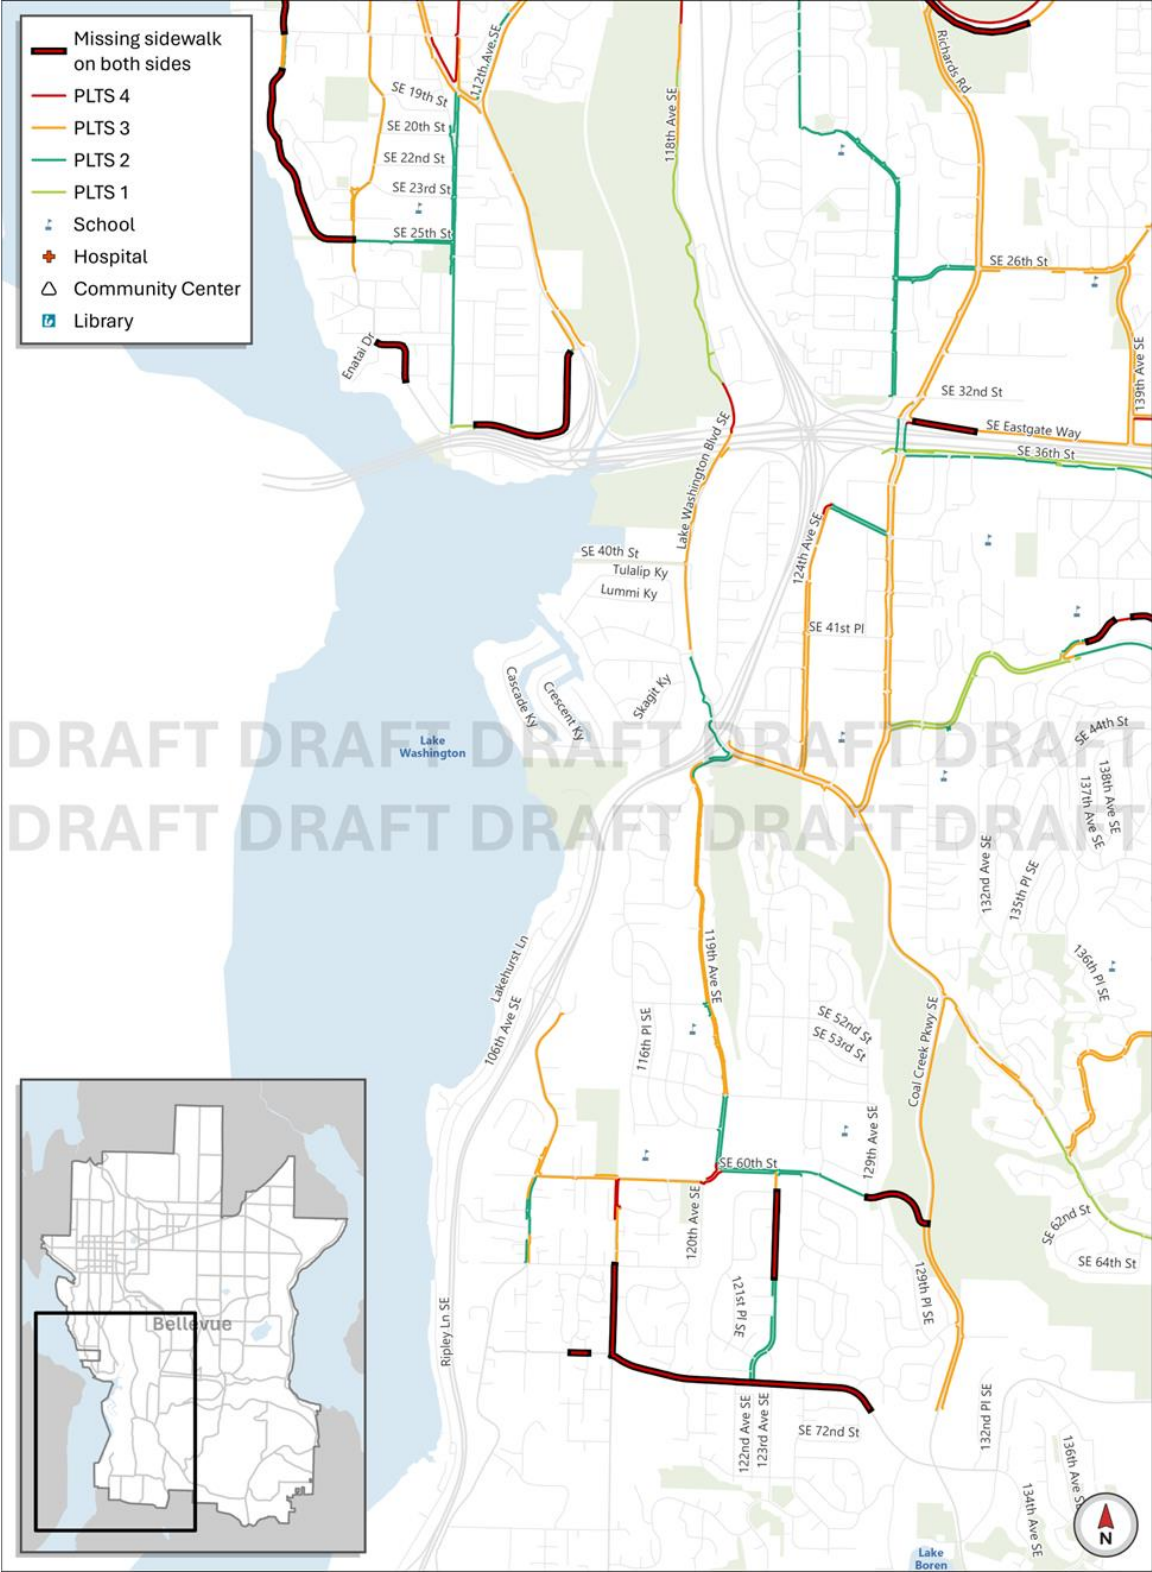 Missing sidewalk
on both sides
PLTS 4
PLTS 3
PLTS 2
PLTS 1
School
Hospital
Community Center
Library
112th Ave SE
SE 19th St
SE 20th St
SE 22nd St
SE 23rd St
SE 25th St
118th Ave SE
Richards Rd
SE 26th St
139th Ave SE
Enatai Dr
SE 32nd St
SE Eastgate Way
SE 36th St
Lake Washington Blvd SE
124th Ave SE
SE 40th St
Tulalip Ky
Lummi Ky
SE 41st Pl
Cascade Ky
Crescent Ky
Skagit Ky
SE 44th St
DRAFT DRAFT DRAFT DRAFT DRAFT
Lake
Washington
138th Ave SE
137th Ave SE
DRAFT DRAFT DRAFT DRAFT DRAFT
132nd Ave SE
135th Pl SE
119th Ave SE
Lakehurst Ln
106th Ave SE
136th Pl SE
116th Pl SE
SE 52nd St
SE 53rd St
Coal Creek Pkwy SE
129th Ave SE
SE 60th St
120th Ave SE
SE 62nd St
SE 64th St
121st Pl SE
129th Pl SE
Ripley Ln SE
Bellevue
122nd Ave SE
123rd Ave SE
SE 72nd St
132nd Pl SE
136th Ave SE
134th Ave SE
N
Lake
Boren